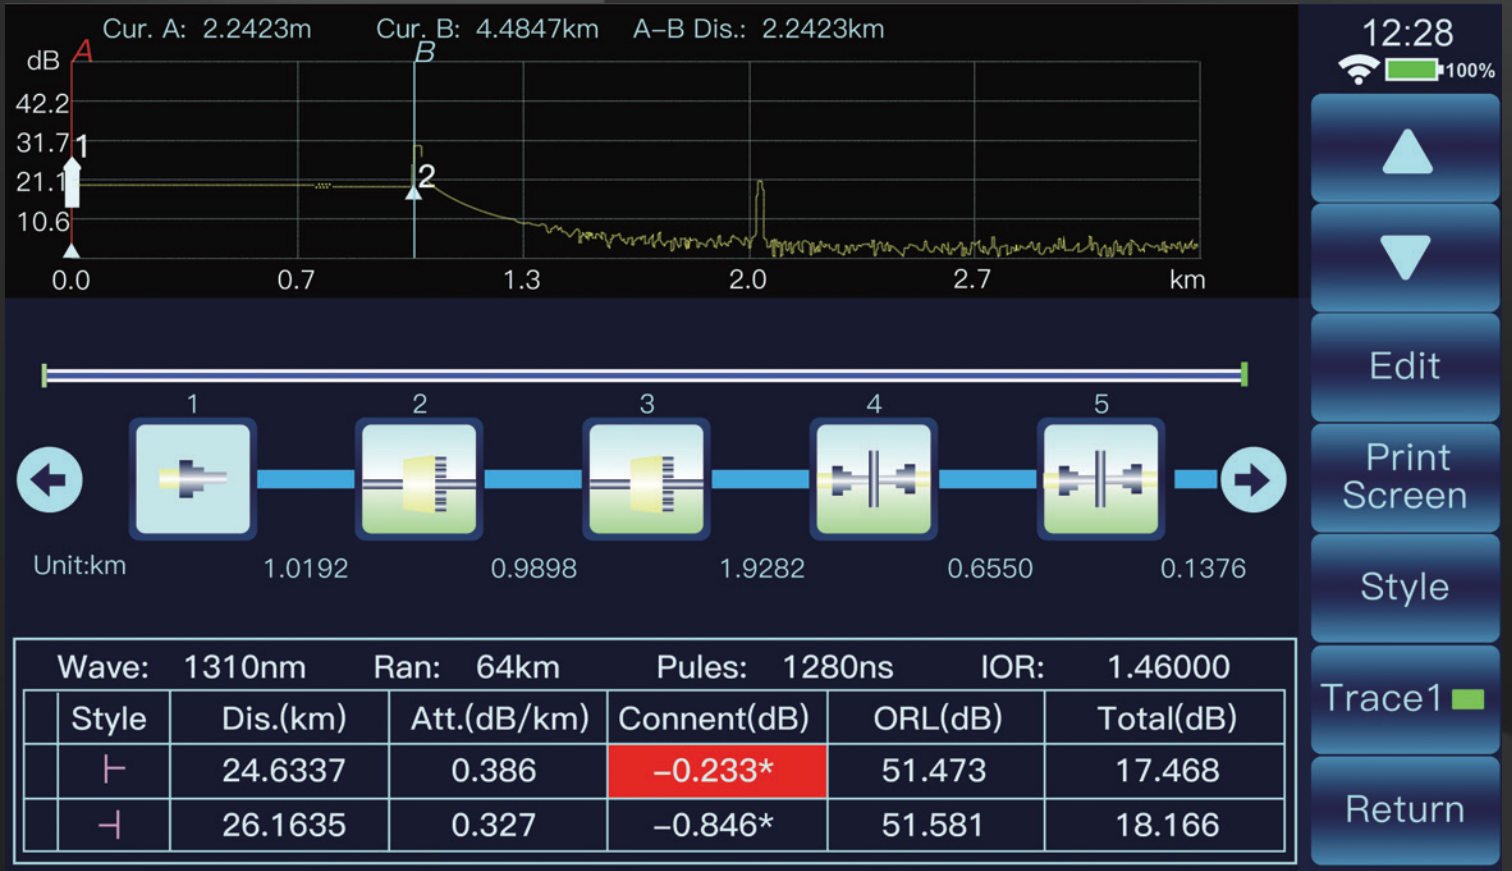 Cur. A: 2.2423m Cur. B: 4.4847km A-B Dis.: 2.2423km
12:28
100%
dB A B
42.2
31.7 1
21.1 2
10.6
0.0 0.7 1.3 2.0 2.7 km
1 2 3 4 5
Unit:km 1.0192 0.9898 1.9282 0.6550 0.1376
Wave: 1310nm Ran: 64km Pules: 1280ns IOR: 1.46000
Style Dis.(km) Att.(dB/km) Connent(dB) ORL(dB) Total(dB)
24.6337 0.386 -0.233* 51.473 17.468
26.1635 0.327 -0.846* 51.581 18.166
Edit
Print
Screen
Style
Trace1
Return